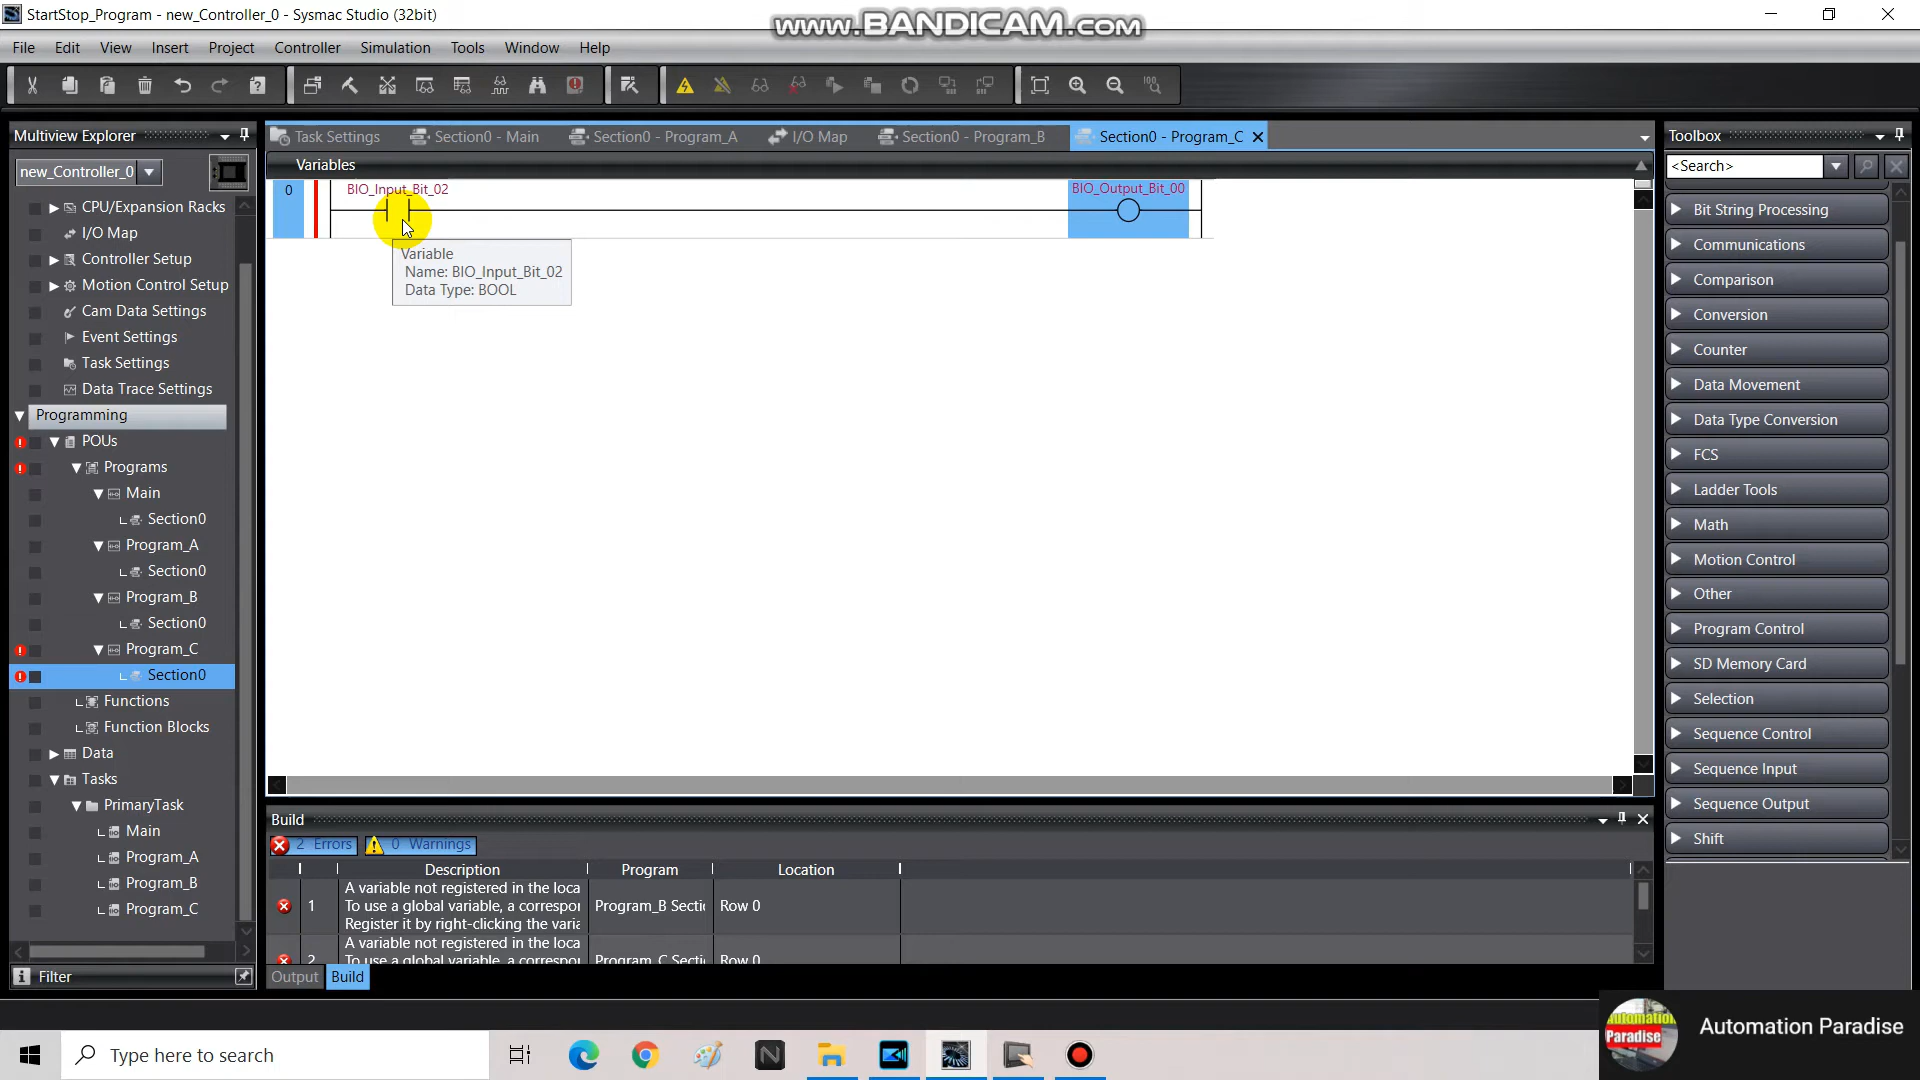 StartStop_Program - new_Controller_0 - Sysmac Studio (32bit)
www.BANDICAM.com
File Edit View Insert Project Controller Simulation Tools Window Help
Multiview Explorer
new_Controller_0
CPU/Expansion Racks
I/O Map
Controller Setup
Motion Control Setup
Cam Data Settings
Event Settings
Task Settings
Data Trace Settings
Programming
POUs
Programs
Main
Section0
Program_A
Section0
Program_B
Section0
Program_C
Section0
Functions
Function Blocks
Data
Tasks
PrimaryTask
Main
Program_A
Program_B
Program_C
Filter
Task Settings Section0 - Main Section0 - Program_A I/O Map Section0 - Program_B Section0 - Program_C
Variables
0 BIO_Input_Bit_02 BIO_Output_Bit_00
Variable
Name: BIO_Input_Bit_02
Data Type: BOOL
Build
2 Errors 0 Warnings
Description Program Location
A variable not registered in the loca
1 To use a global variable, a correspor Program_B Secti Row 0
Register it by right-clicking the varia
A variable not registered in the loca
2 To use a global variable, a correspor Program_C Secti Row 0
Output Build
Toolbox
<Search>
Bit String Processing
Communications
Comparison
Conversion
Counter
Data Movement
Data Type Conversion
FCS
Ladder Tools
Math
Motion Control
Other
Program Control
SD Memory Card
Selection
Sequence Control
Sequence Input
Sequence Output
Shift
Automation Paradise
Automation Paradise
Type here to search